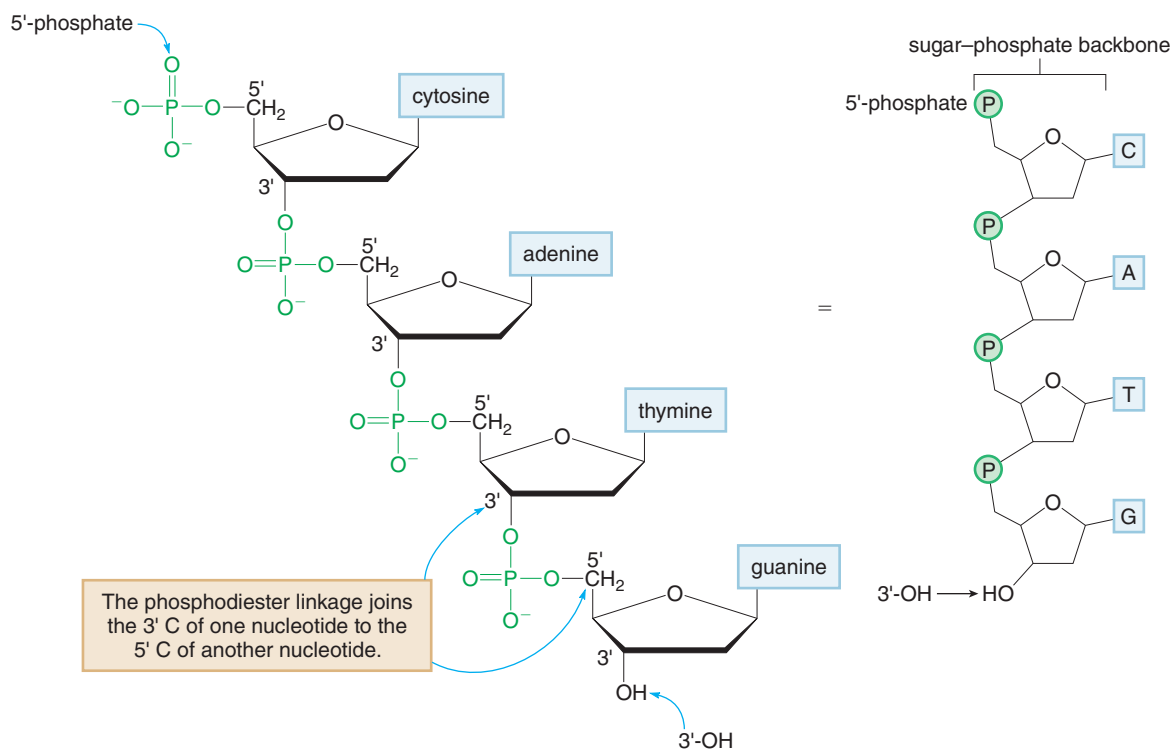 5'-phosphate
O
⁻O—P—O—CH₂
5'
O⁻
cytosine
O
3'
O
O=P—O—CH₂
5'
O⁻
adenine
O
3'
O
O=P—O—CH₂
5'
O⁻
thymine
O
3'
O
O=P—O—CH₂
5'
O⁻
guanine
O
3'
OH
3'-OH
The phosphodiester linkage joins
the 3' C of one nucleotide to the
5' C of another nucleotide.
=
sugar–phosphate backbone
5'-phosphate P
O
C
P
O
A
P
O
T
P
O
G
3'-OH → HO